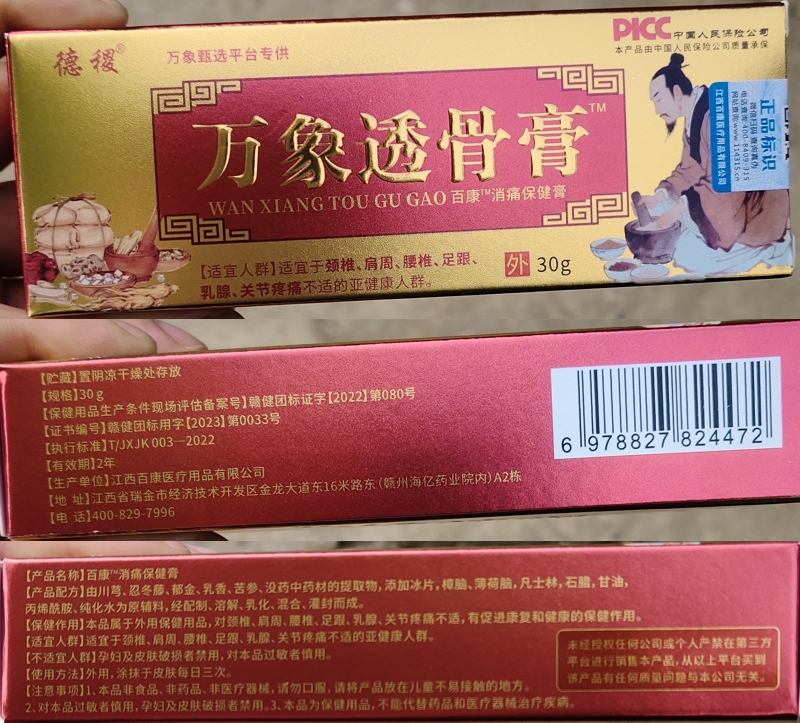 德稷®
万象甄选平台专供
PICC 中国人民保险公司
本产品由中国人民保险公司质量承保
万象透骨膏™
WAN XIANG TOU GU GAO 百康™消痛保健膏
【适宜人群】适宜于颈椎、肩周、腰椎、足跟、
乳腺、关节疼痛不适的亚健康人群。
外 30g
正品标识
微信扫码 查询真伪
电话查询:400-8409-315
网站查询:www.114315.cn
江西百康医疗用品有限公司
【贮藏】置阴凉干燥处存放
【规格】30g
【保健用品生产条件现场评估备案号】赣健团标证字【2022】第080号
【证书编号】赣健团标用字【2023】第0033号
【执行标准】T/JXJK 003—2022
【有效期】2年
【生产单位】江西百康医疗用品有限公司
【地 址】江西省瑞金市经济技术开发区金龙大道东16米路东(赣州海亿药业院内)A2栋
【电 话】400-829-7996
6 978827 824472
【产品名称】百康™消痛保健膏
【产品配方】由川芎、忍冬藤、郁金、乳香、苦参、没药中药材的提取物,添加冰片,樟脑、薄荷脑,凡士林,石腊,甘油,
丙烯酰胺、纯化水为原辅料,经配制、溶解、乳化、混合、灌封而成。
【保健作用】本品属于外用保健用品,对颈椎、肩周、腰椎、足跟、乳腺、关节疼痛不适,有促进康复和健康的保健作用。
【适宜人群】适宜于颈椎、肩周、腰椎、足跟、乳腺、关节疼痛不适的亚健康人群。
【不适宜人群】孕妇及皮肤破损者禁用,对本品过敏者慎用。
【使用方法】外用,涂抹于皮肤每日三次。
【注意事项】1.本品非食品、非药品、非医疗器械,请勿口服,请将产品放在儿童不易接触的地方。
2.对本品过敏者慎用,孕妇及皮肤破损者禁用。3、本品为保健用品,不能代替药品和医疗器械治疗疾病。
未经授权任何公司或个人严禁在第三方
平台进行销售本产品,从以上平台买到
该产品有任何质量问题与本公司无关。